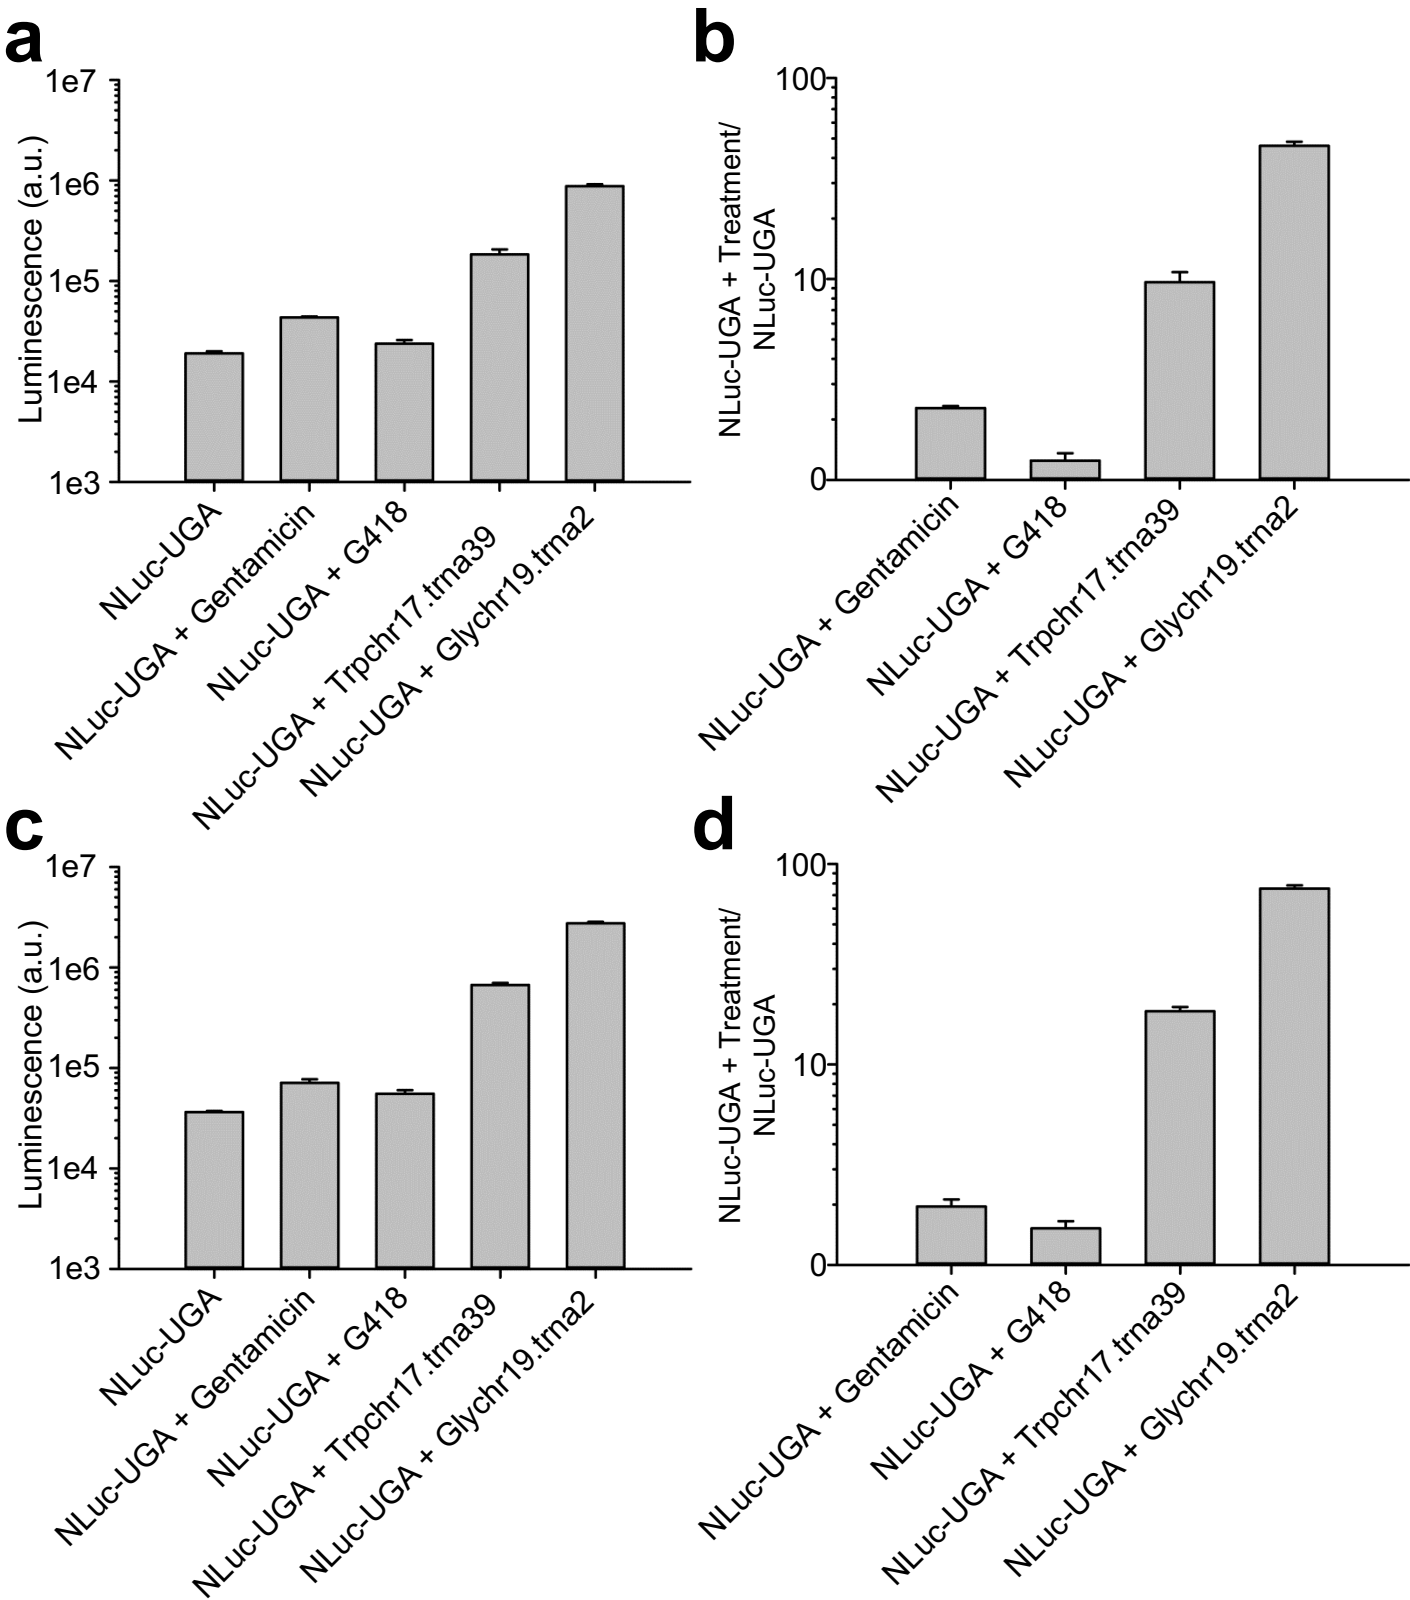 a
1e7
1e6
1e5
1e4
1e3
Luminescence (a.u.)
NLuc-UGA
NLuc-UGA + Gentamicin
NLuc-UGA + G418
NLuc-UGA + Trpchr17.trna39
NLuc-UGA + Glychr19.trna2
b
100
10
0
NLuc-UGA + Treatment/
NLuc-UGA
NLuc-UGA + Gentamicin
NLuc-UGA + G418
NLuc-UGA + Trpchr17.trna39
NLuc-UGA + Glychr19.trna2
c
1e7
1e6
1e5
1e4
1e3
Luminescence (a.u.)
NLuc-UGA
NLuc-UGA + Gentamicin
NLuc-UGA + G418
NLuc-UGA + Trpchr17.trna39
NLuc-UGA + Glychr19.trna2
d
100
10
0
NLuc-UGA + Treatment/
NLuc-UGA
NLuc-UGA + Gentamicin
NLuc-UGA + G418
NLuc-UGA + Trpchr17.trna39
NLuc-UGA + Glychr19.trna2